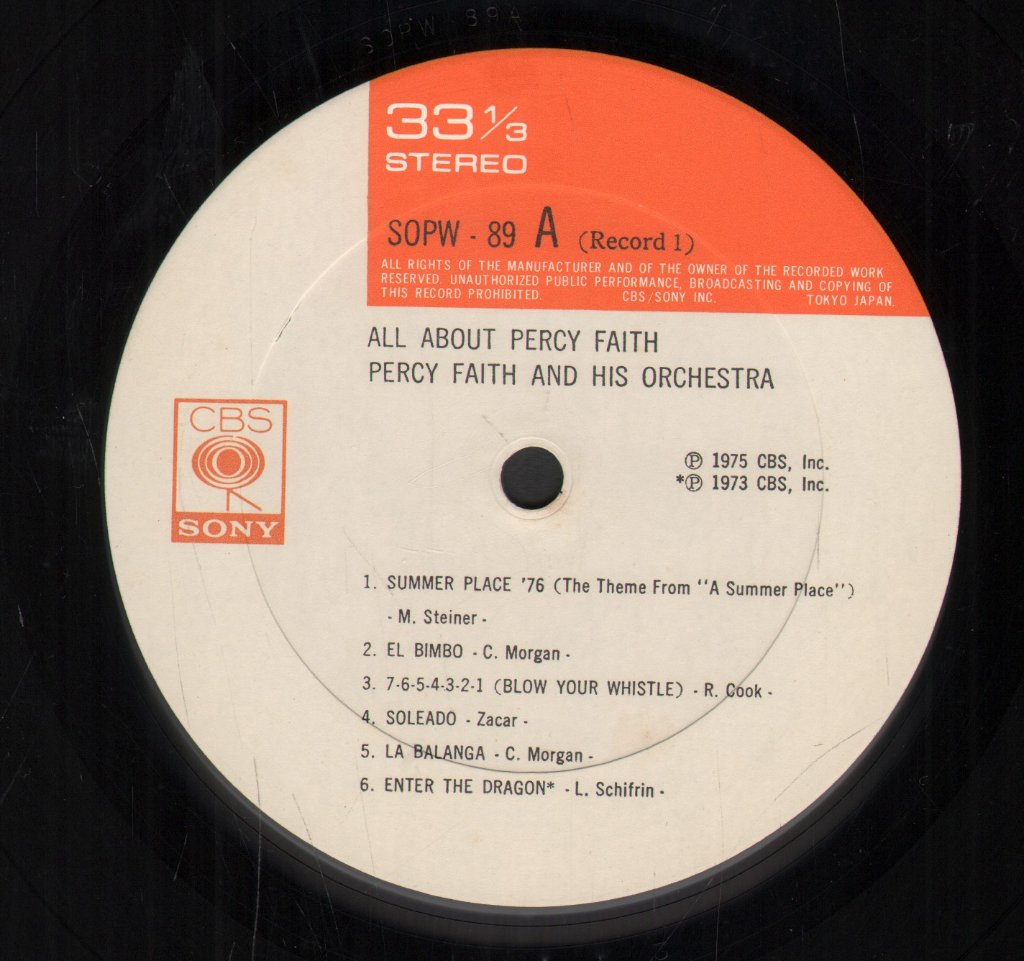 SOPW 89A
33 1/3
STEREO
SOPW - 89 A (Record 1)
ALL RIGHTS OF THE MANUFACTURER AND OF THE OWNER OF THE RECORDED WORK
RESERVED. UNAUTHORIZED PUBLIC PERFORMANCE, BROADCASTING AND COPYING OF
THIS RECORD PROHIBITED. CBS/SONY INC. TOKYO JAPAN.
ALL ABOUT PERCY FAITH
PERCY FAITH AND HIS ORCHESTRA
CBS
SONY
Ⓟ 1975 CBS, Inc.
*Ⓟ 1973 CBS, Inc.
1. SUMMER PLACE '76 (The Theme From "A Summer Place")
- M. Steiner -
2. EL BIMBO - C. Morgan -
3. 7-6-5-4-3-2-1 (BLOW YOUR WHISTLE) - R. Cook -
4. SOLEADO - Zacar -
5. LA BALANGA - C. Morgan -
6. ENTER THE DRAGON* - L. Schifrin -